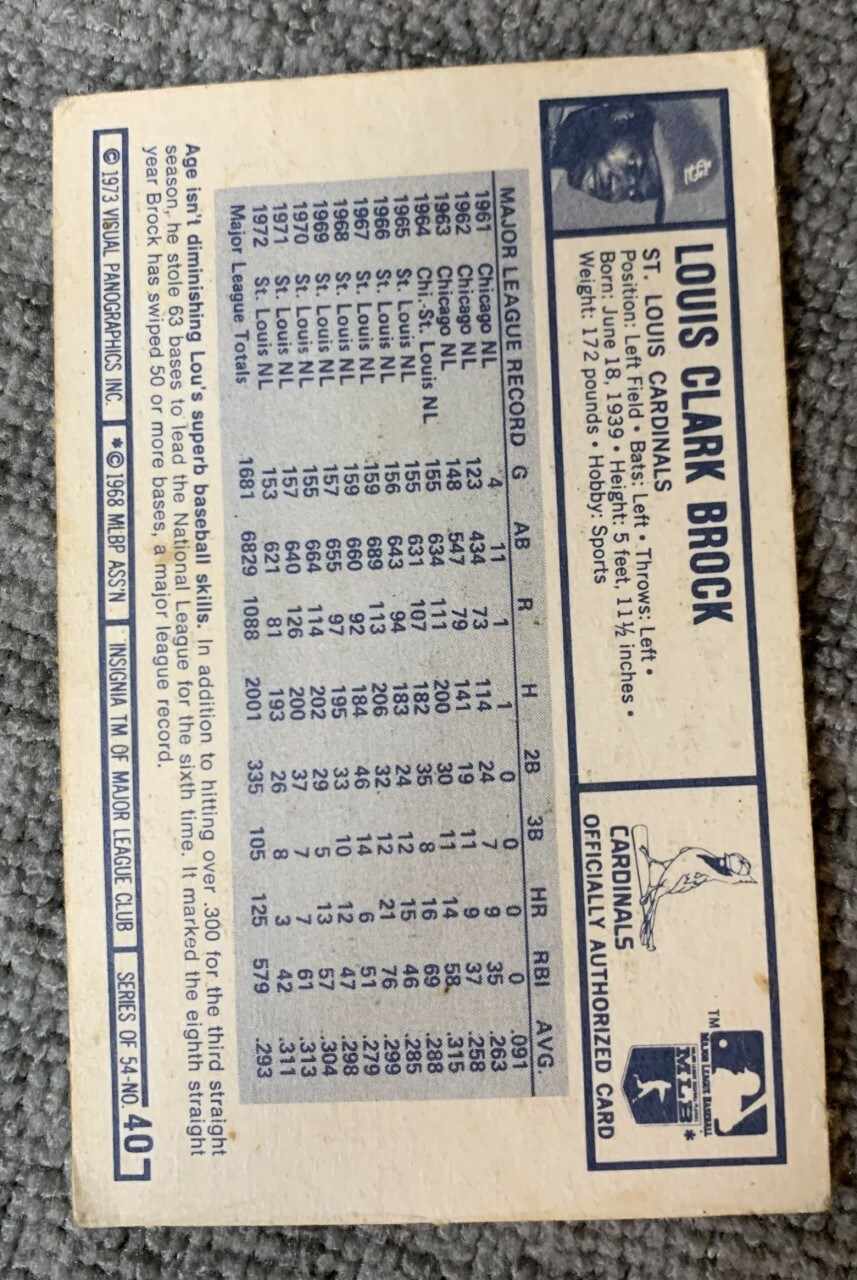 LOUIS CLARK BROCK
ST. LOUIS CARDINALS
Position: Left Field • Bats: Left • Throws: Left •
Born: June 18, 1939 • Height: 5 feet, 11½ inches •
Weight: 172 pounds • Hobby: Sports
TM
MAJOR LEAGUE BASEBALL
MLB*
CARDINALS
OFFICIALLY AUTHORIZED CARD
MAJOR LEAGUE RECORD G AB R H 2B 3B HR RBI AVG.
1961 Chicago NL 4 11 1 1 0 0 0 0 .091
1962 Chicago NL 123 434 73 114 24 7 9 35 .263
1963 Chicago NL 148 547 79 141 19 11 9 37 .258
1964 Chi.-St. Louis NL 155 634 111 200 30 11 14 58 .315
1965 St. Louis NL 155 631 107 182 35 8 16 69 .288
1966 St. Louis NL 156 643 94 183 24 12 15 46 .285
1967 St. Louis NL 159 689 113 206 32 12 21 76 .299
1968 St. Louis NL 159 660 92 184 46 14 6 51 .279
1969 St. Louis NL 157 655 97 195 33 10 12 47 .298
1970 St. Louis NL 155 664 114 202 29 5 13 57 .304
1971 St. Louis NL 157 640 126 200 37 7 7 61 .313
1972 St. Louis NL 153 621 81 193 26 8 3 42 .311
Major League Totals 1681 6829 1088 2001 335 105 125 579 .293
Age isn't diminishing Lou's superb baseball skills. In addition to hitting over .300 for the third straight
season, he stole 63 bases to lead the National League for the sixth time. It marked the eighth straight
year Brock has swiped 50 or more bases, a major league record.
© 1973 VISUAL PANOGRAPHICS INC. *© 1968 MLBP ASS'N INSIGNIA TM OF MAJOR LEAGUE CLUB SERIES OF 54-NO. 40